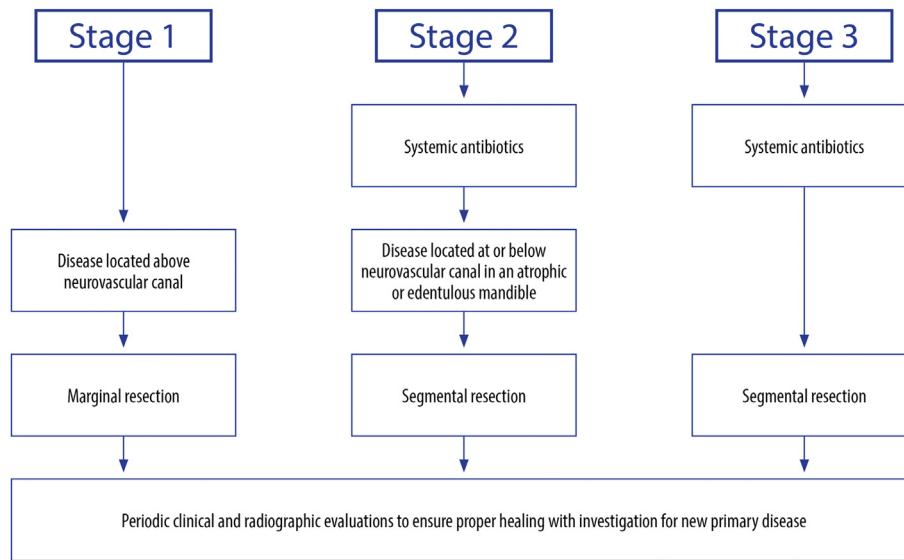 Stage 1
Stage 2
Stage 3
Systemic antibiotics
Systemic antibiotics
Disease located above
neurovascular canal
Disease located at or below
neurovascular canal in an atrophic
or edentulous mandible
Marginal resection
Segmental resection
Segmental resection
Periodic clinical and radiographic evaluations to ensure proper healing with investigation for new primary disease